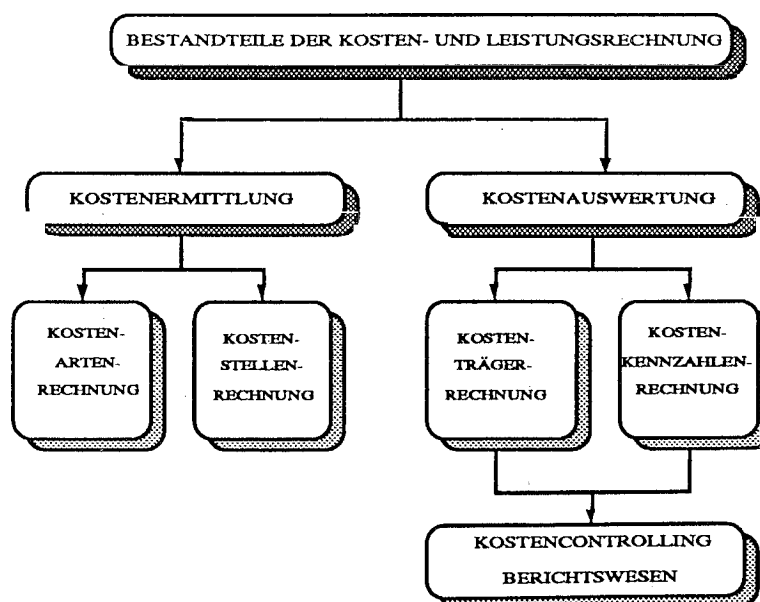 BESTANDTEILE DER KOSTEN- UND LEISTUNGSRECHNUNG
KOSTENERMITTLUNG
KOSTENAUSWERTUNG
KOSTEN-
ARTEN-
RECHNUNG
KOSTEN-
STELLEN-
RECHNUNG
KOSTEN-
TRÄGER-
RECHNUNG
KOSTEN-
KENNZAHLEN-
RECHNUNG
KOSTENCONTROLLING
BERICHTSWESEN